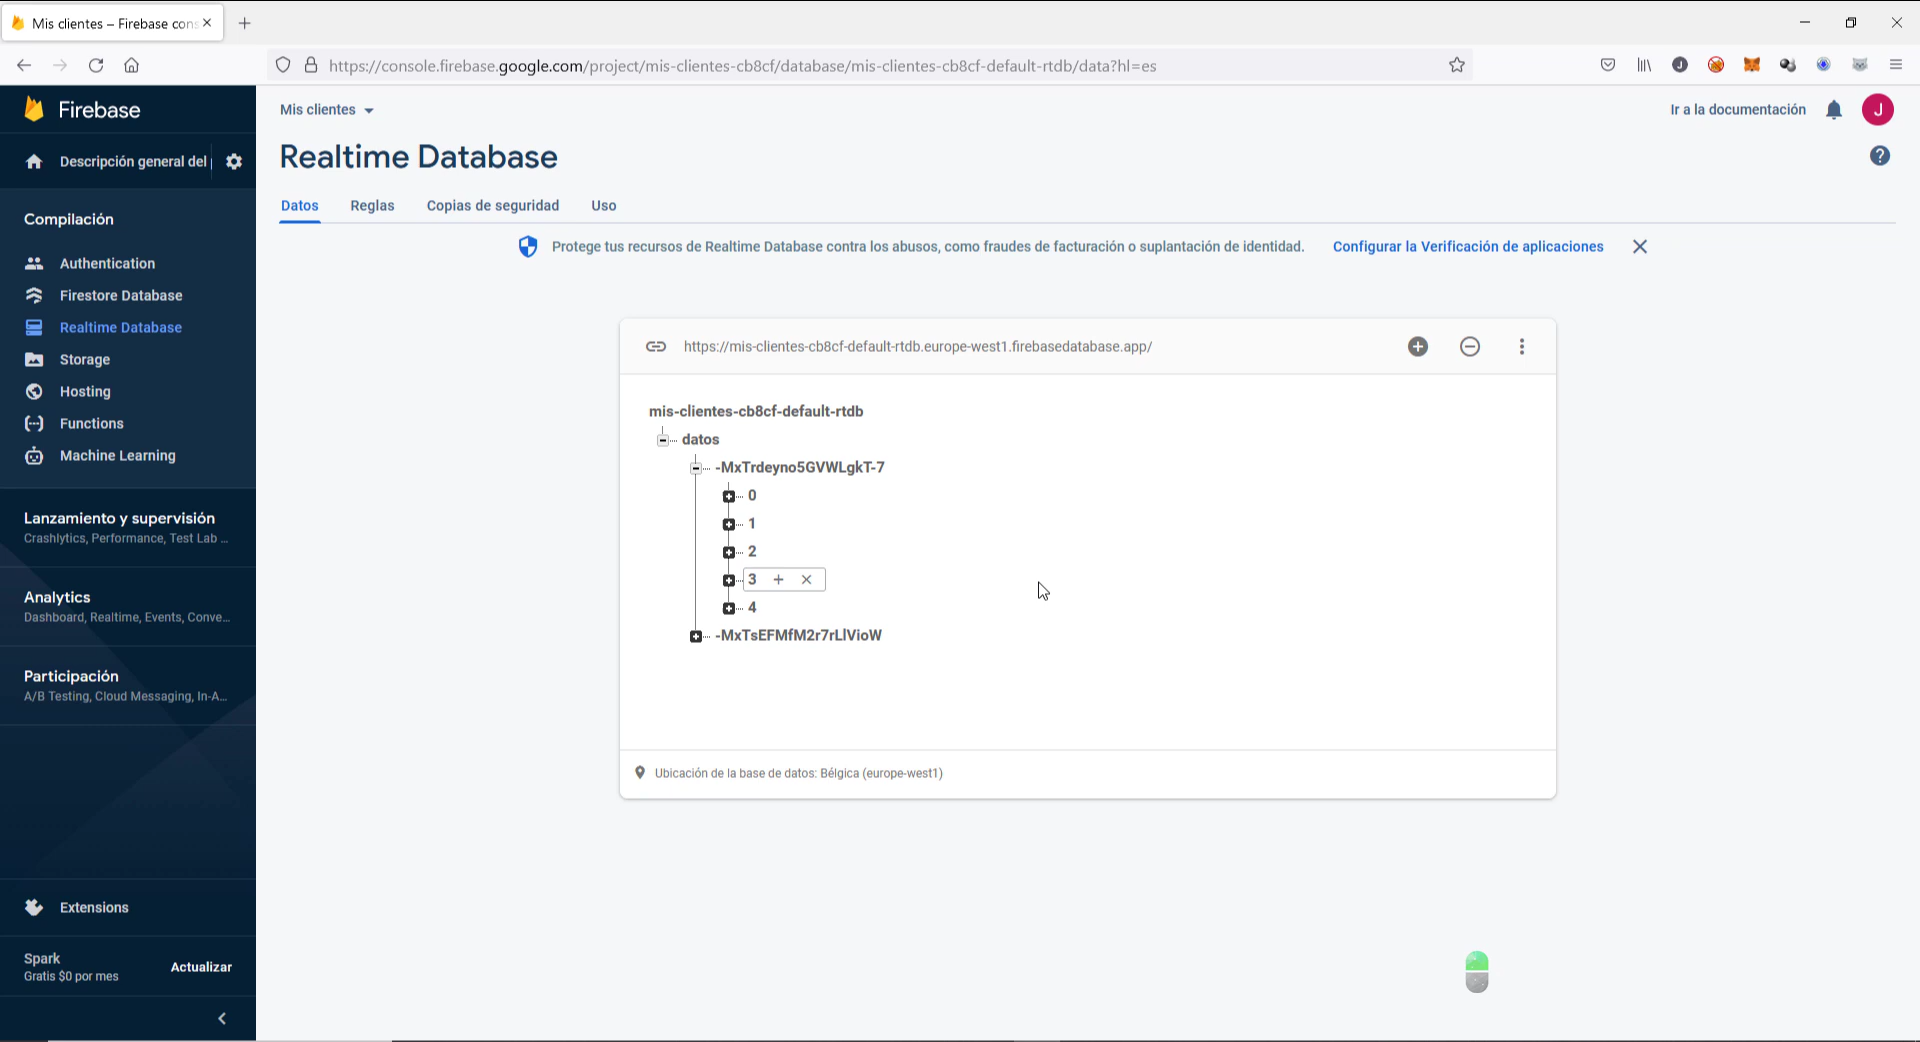 Mis clientes – Firebase cons
https://console.firebase.google.com/project/mis-clientes-cb8cf/database/mis-clientes-cb8cf-default-rtdb/data?hl=es
J
Firebase
Mis clientes
Ir a la documentación
J
Descripción general del
Realtime Database
?
Datos
Reglas
Copias de seguridad
Uso
Protege tus recursos de Realtime Database contra los abusos, como fraudes de facturación o suplantación de identidad.
Configurar la Verificación de aplicaciones
Compilación
Authentication
Firestore Database
Realtime Database
Storage
Hosting
Functions
Machine Learning
Lanzamiento y supervisión
Crashlytics, Performance, Test Lab ...
Analytics
Dashboard, Realtime, Events, Conve...
Participación
A/B Testing, Cloud Messaging, In-A...
Extensions
Spark
Gratis $0 por mes
Actualizar
https://mis-clientes-cb8cf-default-rtdb.europe-west1.firebasedatabase.app/
mis-clientes-cb8cf-default-rtdb
datos
-MxTrdeyno5GVWLgkT-7
0
1
2
3
4
-MxTsEFMfM2r7rLlVioW
Ubicación de la base de datos: Bélgica (europe-west1)